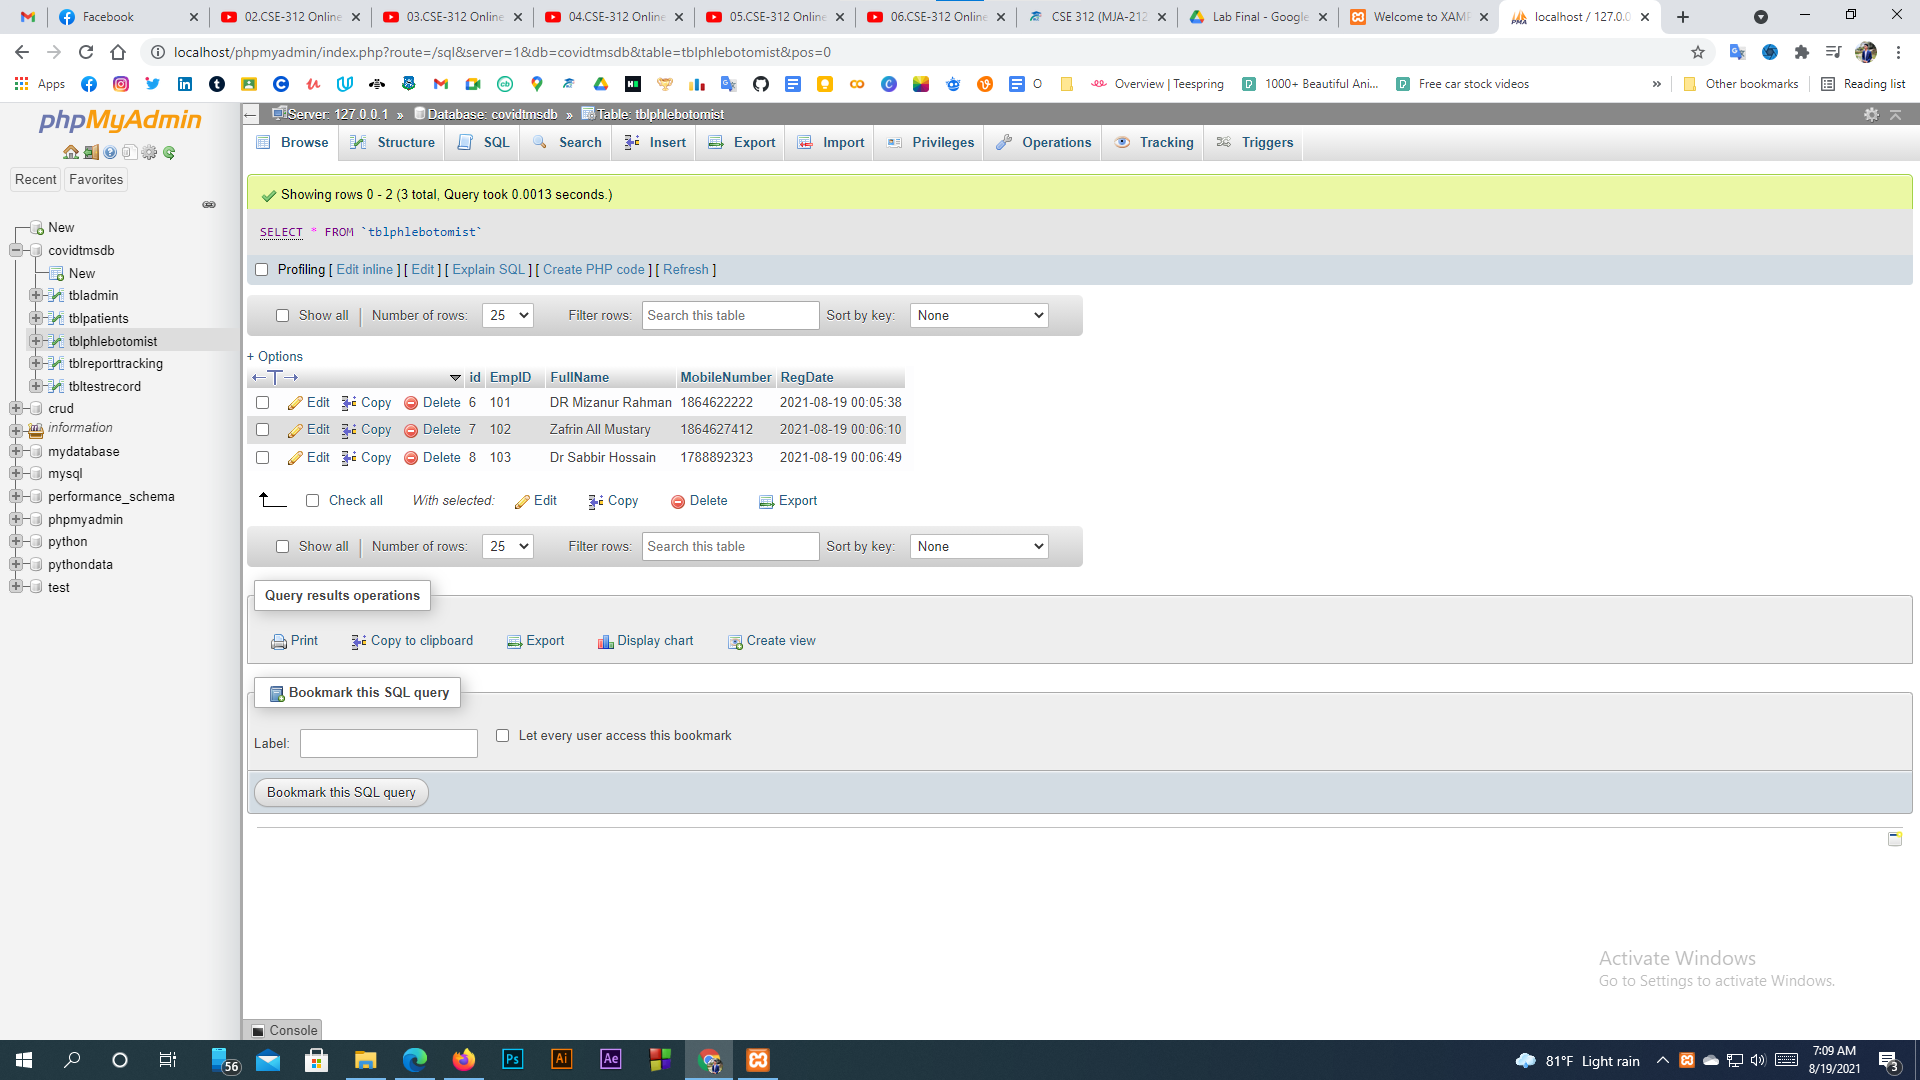 Facebook
02.CSE-312 Online
03.CSE-312 Online
04.CSE-312 Online
05.CSE-312 Online
06.CSE-312 Online
CSE 312 (MJA-212
Lab Final - Google
Welcome to XAM
localhost / 127.0.0
localhost/phpmyadmin/index.php?route=/sql&server=1&db=covidtmsdb&table=tblphlebotomist&pos=0
Apps
O
Overview | Teespring
1000+ Beautiful Ani...
Free car stock videos
»
Other bookmarks
Reading list
phpMyAdmin
Recent
Favorites
New
covidtmsdb
New
tbladmin
tblpatients
tblphlebotomist
tblreporttracking
tbltestrecord
crud
information
mydatabase
mysql
performance_schema
phpmyadmin
python
pythondata
test
Server: 127.0.0.1 » Database: covidtmsdb » Table: tblphlebotomist
Browse Structure SQL Search Insert Export Import Privileges Operations Tracking Triggers
Showing rows 0 - 2 (3 total, Query took 0.0013 seconds.)
SELECT * FROM `tblphlebotomist`
Profiling [ Edit inline ] [ Edit ] [ Explain SQL ] [ Create PHP code ] [ Refresh ]
Show all | Number of rows: 25 Filter rows: Search this table Sort by key: None
+ Options
←T→ id EmpID FullName MobileNumber RegDate
Edit Copy Delete 6 101 DR Mizanur Rahman 1864622222 2021-08-19 00:05:38
Edit Copy Delete 7 102 Zafrin All Mustary 1864627412 2021-08-19 00:06:10
Edit Copy Delete 8 103 Dr Sabbir Hossain 1788892323 2021-08-19 00:06:49
Check all With selected: Edit Copy Delete Export
Show all | Number of rows: 25 Filter rows: Search this table Sort by key: None
Query results operations
Print Copy to clipboard Export Display chart Create view
Bookmark this SQL query
Label: Let every user access this bookmark
Bookmark this SQL query
Activate Windows
Go to Settings to activate Windows.
Console
56
Ps
Ai
Ae
81°F Light rain
7:09 AM
8/19/2021
3